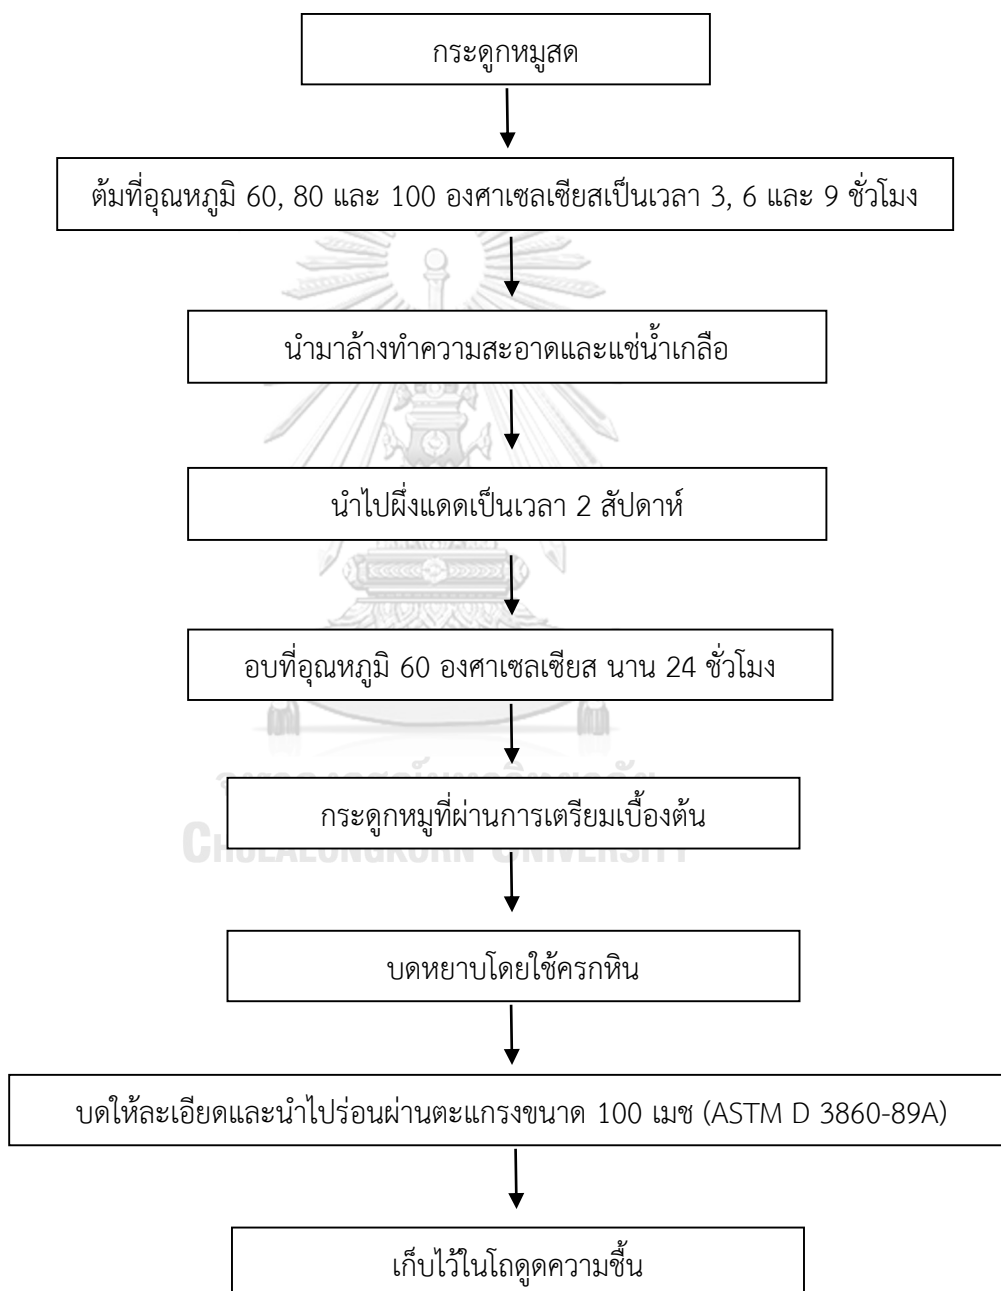 กระดูกหมูสด
ต้มที่อุณหภูมิ 60, 80 และ 100 องศาเซลเซียสเป็นเวลา 3, 6 และ 9 ชั่วโมง
นำมาล้างทำความสะอาดและแช่น้ำเกลือ
นำไปผึ่งแดดเป็นเวลา 2 สัปดาห์
อบที่อุณหภูมิ 60 องศาเซลเซียส นาน 24 ชั่วโมง
กระดูกหมูที่ผ่านการเตรียมเบื้องต้น
CHULALONGKORN UNIVERSITY
บดหยาบโดยใช้ครกหิน
บดให้ละเอียดและนำไปร่อนผ่านตะแกรงขนาด 100 เมช (ASTM D 3860-89A)
เก็บไว้ในโถดูดความชื้น